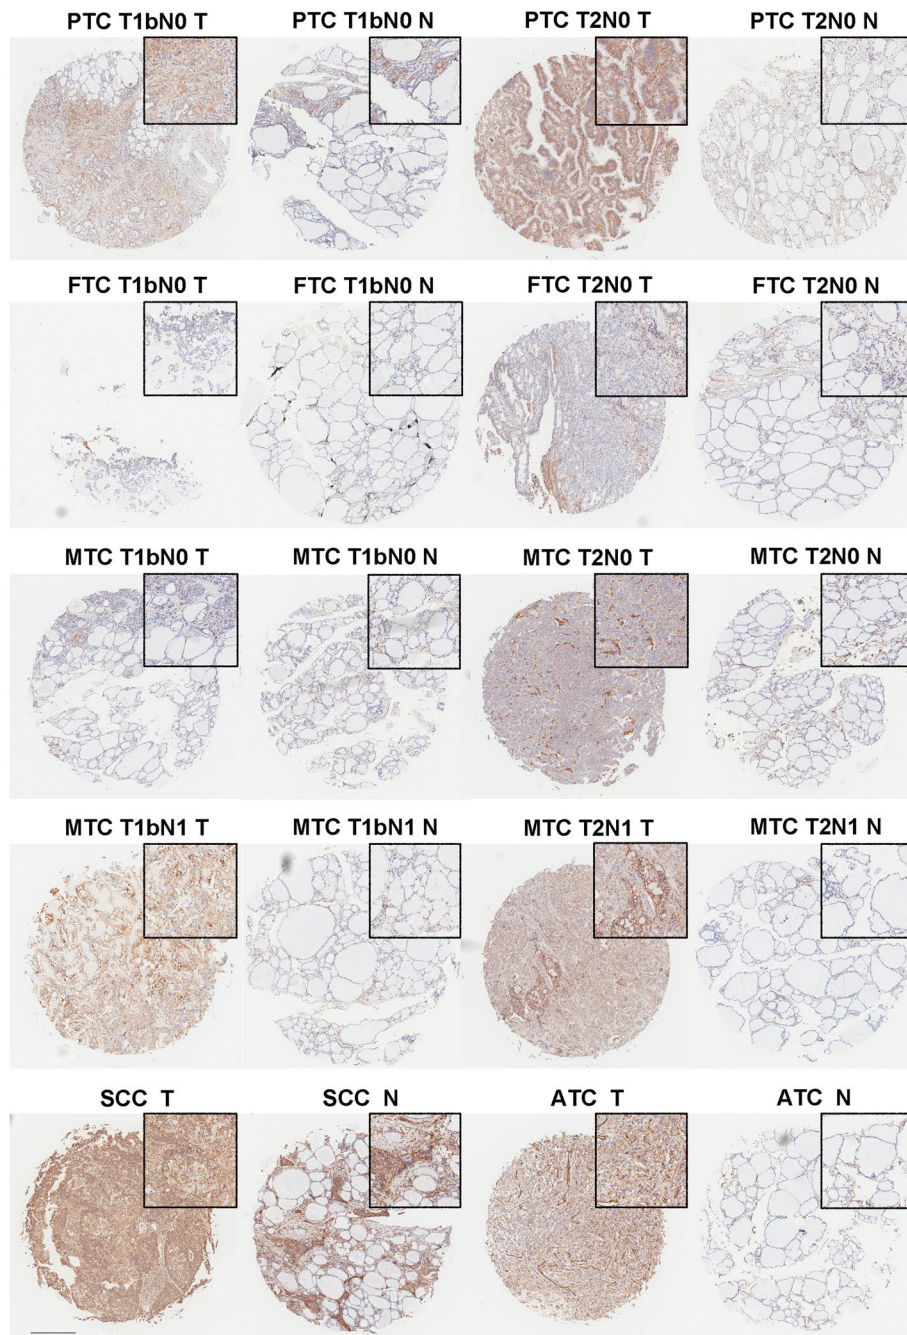 PTC T1bN0 T PTC T1bN0 N PTC T2N0 T PTC T2N0 N
FTC T1bN0 T FTC T1bN0 N FTC T2N0 T FTC T2N0 N
MTC T1bN0 T MTC T1bN0 N MTC T2N0 T MTC T2N0 N
MTC T1bN1 T MTC T1bN1 N MTC T2N1 T MTC T2N1 N
SCC T SCC N ATC T ATC N